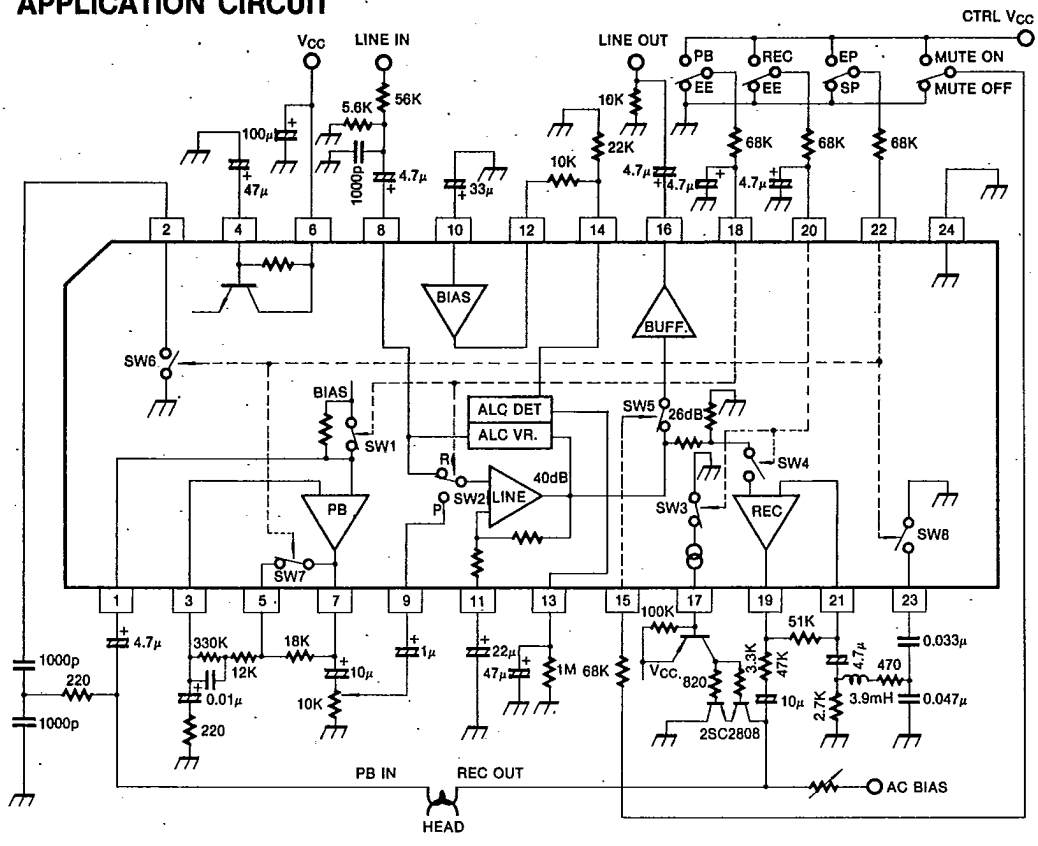 APPLICATION CIRCUIT
CTRL VCC
VCC
LINE IN
LINE OUT
PB
REC
EP
MUTE ON
EE
EE
SP
MUTE OFF
56K
5.6K
100μ
1000p
4.7μ
47μ
33μ
10K
22K
10K
4.7μ
4.7μ
4.7μ
68K
68K
68K
2
4
6
8
10
12
14
16
18
20
22
24
BIAS
BUFF.
SW6
BIAS
SW1
ALC DET
ALC VR.
SW5
26dB
R
SW2
P
LINE
40dB
SW4
SW3
PB
REC
SW8
SW7
1
3
5
7
9
11
13
15
17
19
21
23
4.7μ
330K
12K
18K
0.01μ
220
10μ
10K
1μ
22μ
47μ
1M
68K
100K
VCC
820
3.3K
47K
10μ
51K
4.7μ
470
3.9mH
2.7K
0.033μ
0.047μ
2SC2808
1000p
220
1000p
PB IN
REC OUT
HEAD
AC BIAS